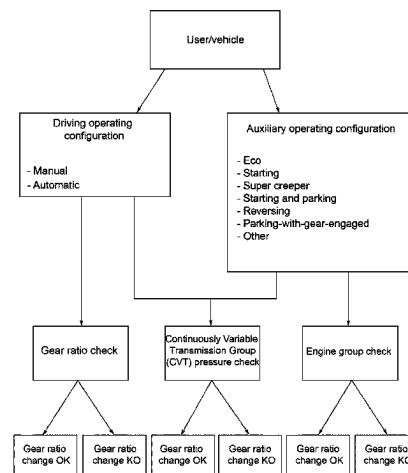 User/vehicle
Driving operating
configuration
- Manual
- Automatic
Auxiliary operating configuration
- Eco
- Starting
- Super creeper
- Starting and parking
- Reversing
- Parking-with-gear-engaged
- Other
Gear ratio check
Continuously Variable
Transmission Group
(CVT) pressure check
Engine group check
Gear ratio
change OK
Gear ratio
change KO
Gear ratio
change OK
Gear ratio
change KO
Gear ratio
change OK
Gear ratio
change KO